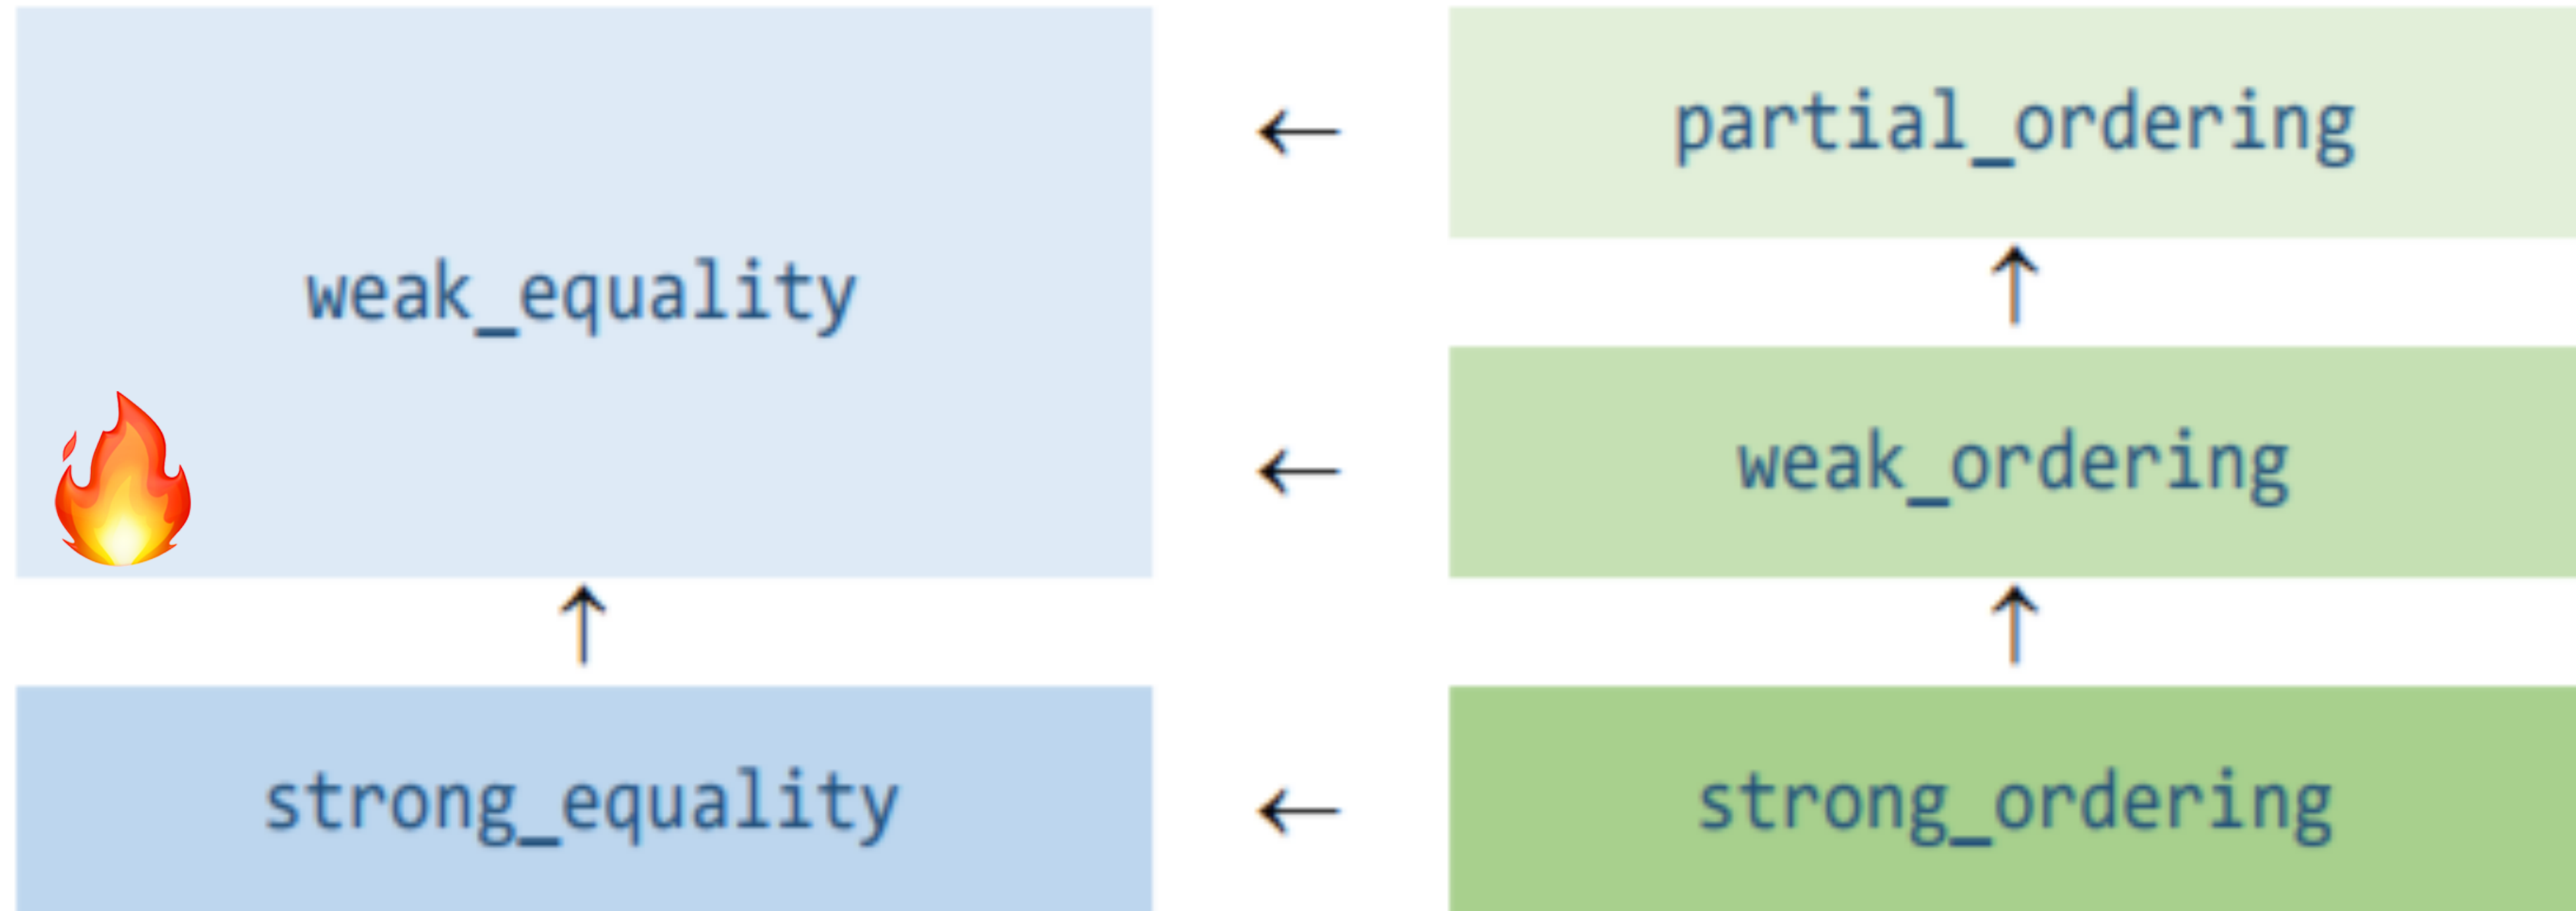 partial_ordering
weak_equality
weak_ordering
strong_equality
strong_ordering